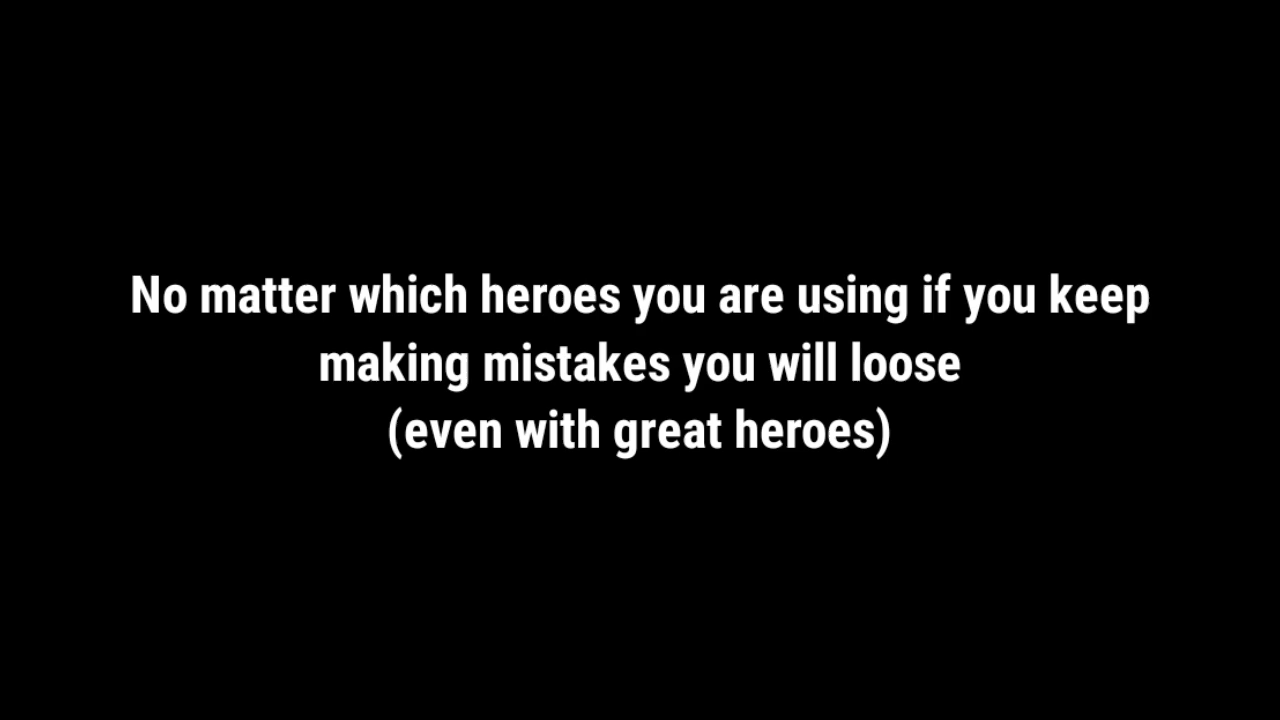 No matter which heroes you are using if you keep
making mistakes you will loose
(even with great heroes)